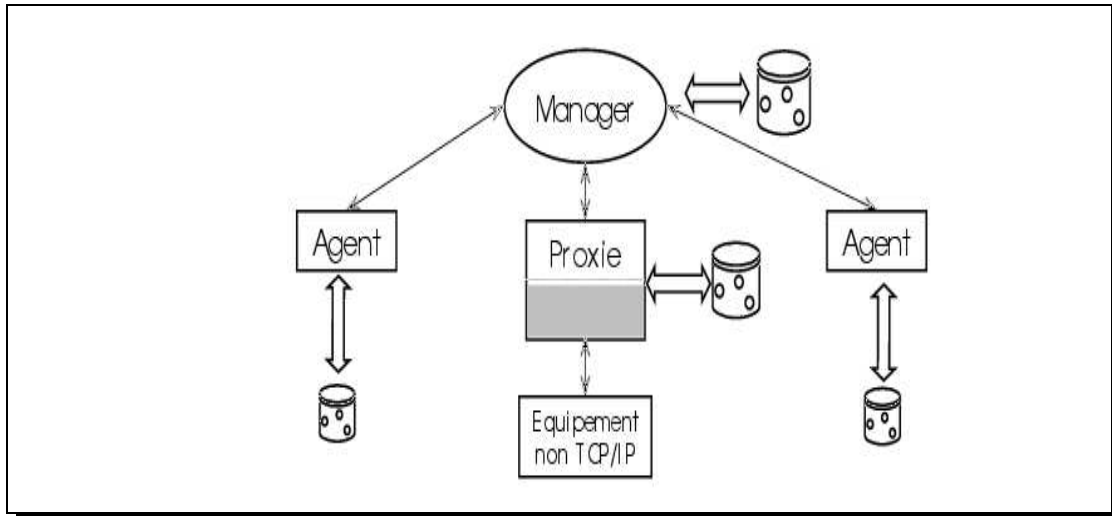 Manager
Agent
Proxie
Agent
Equipement
non TCP/IP